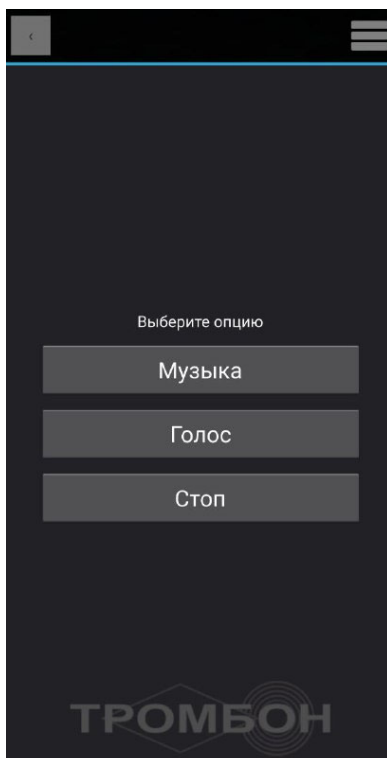 ‹
Выберите опцию
Музыка
Голос
Стоп
ТРОМБОН